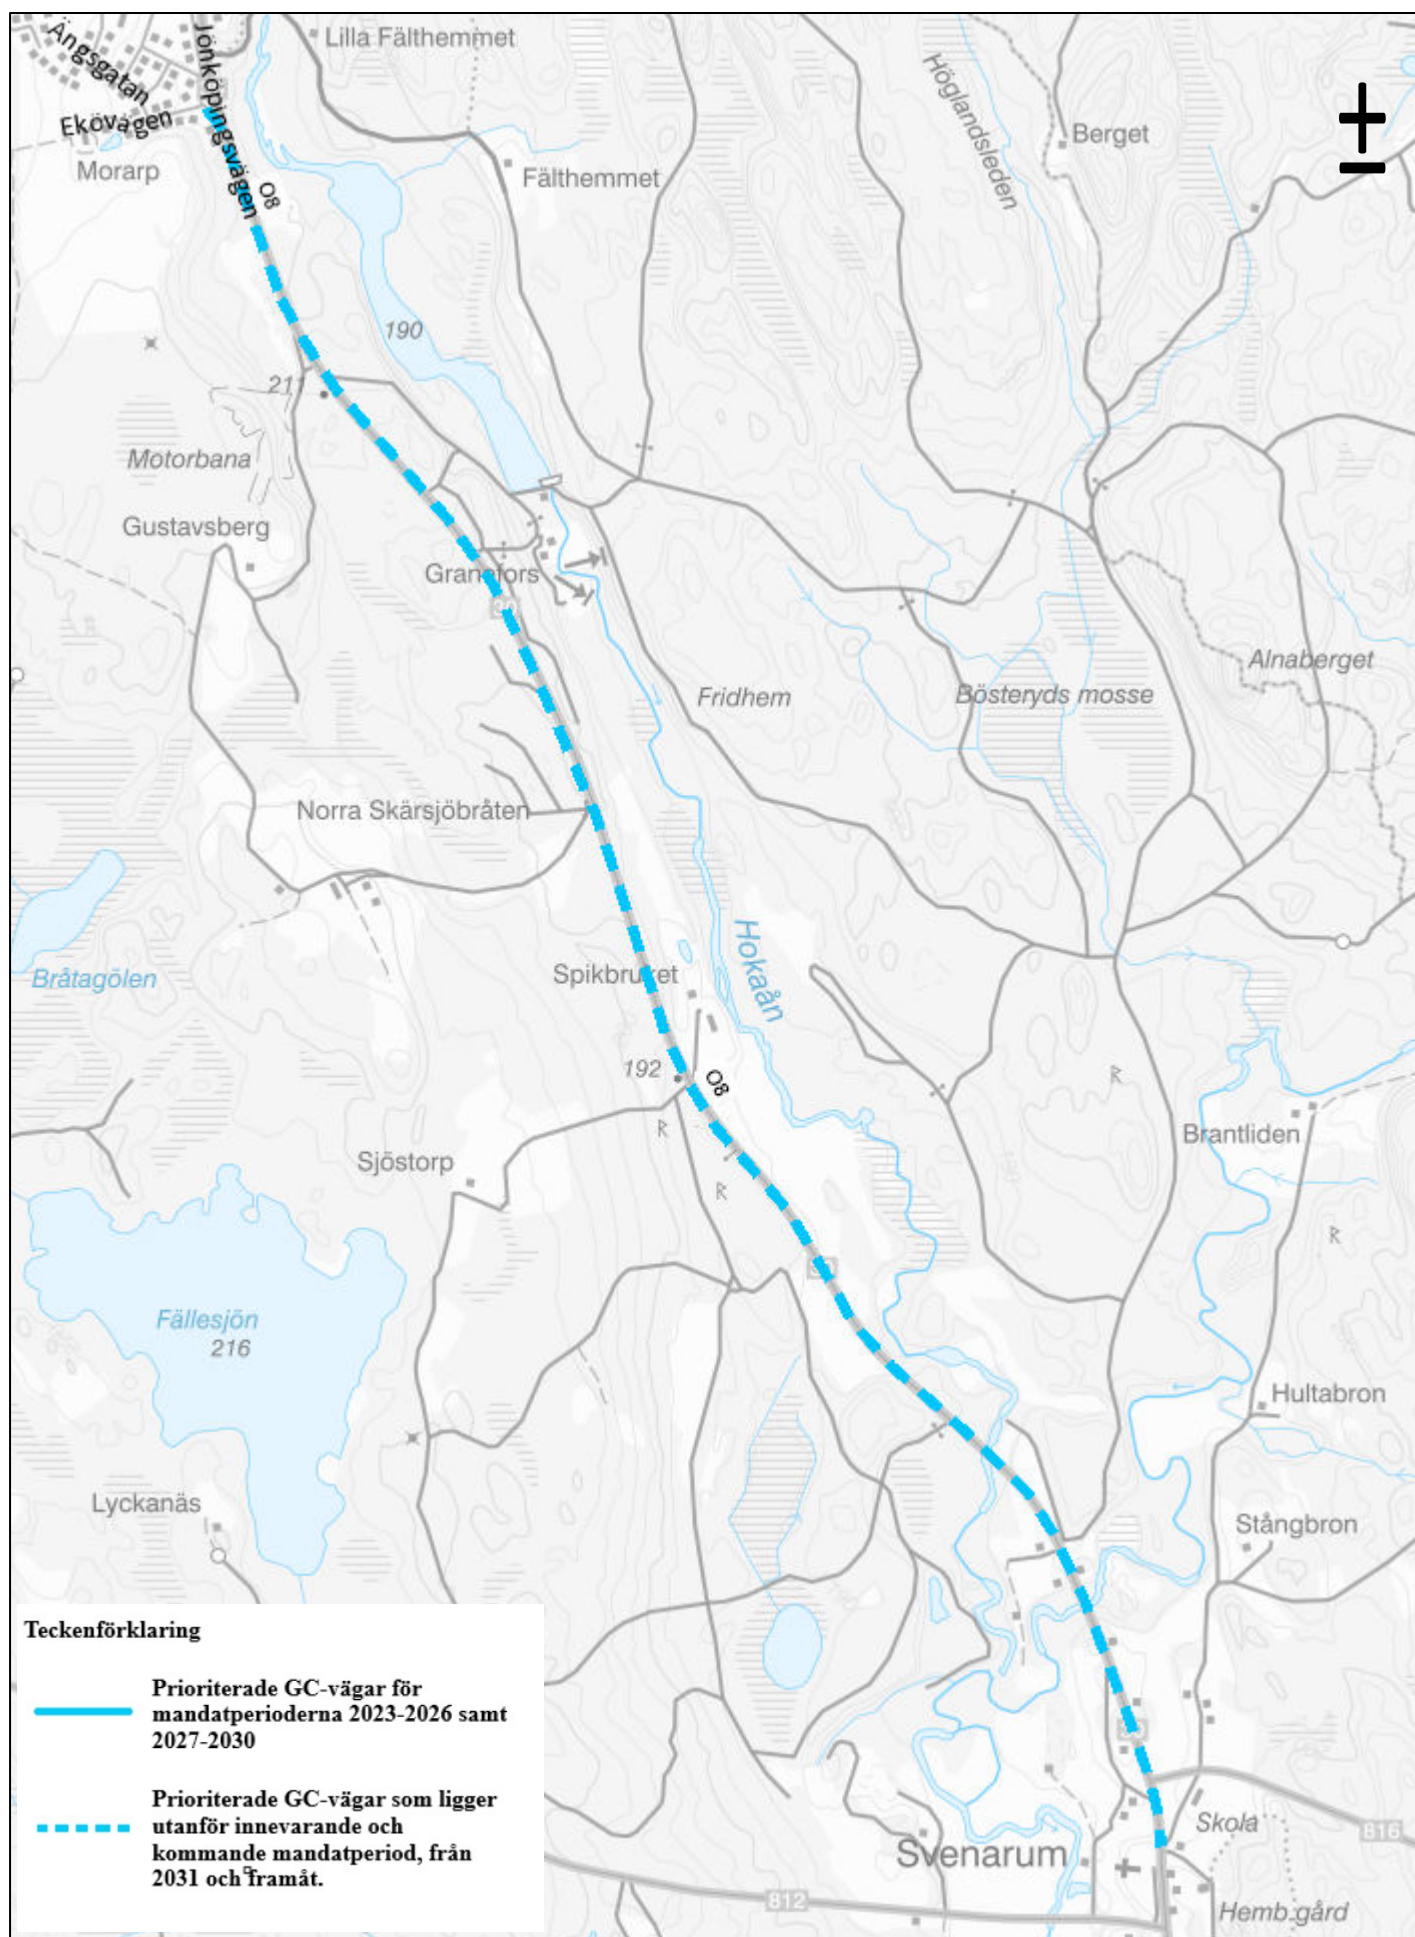 Ängsgatan
Jönköpingsvägen
Lilla Fälthemmet
Ekövägen
Morarp
Fälthemmet
Höglandsleden
Berget
O8
190
211
Motorbana
Gustavsberg
Granefors
30
Fridhem
Bösteryds mosse
Alnaberget
Norra Skärsjöbråten
Bråtagölen
Spikbruket
Hokaån
192
O8
Brantliden
Sjöstorp
Fällesjön
216
Hultabron
Lyckanäs
Stångbron
Skola
816
Svenarum
812
Hemb.gård
Teckenförklaring
Prioriterade GC-vägar för
mandatperioderna 2023-2026 samt
2027-2030
Prioriterade GC-vägar som ligger
utanför innevarande och
kommande mandatperiod, från
2031 och framåt.